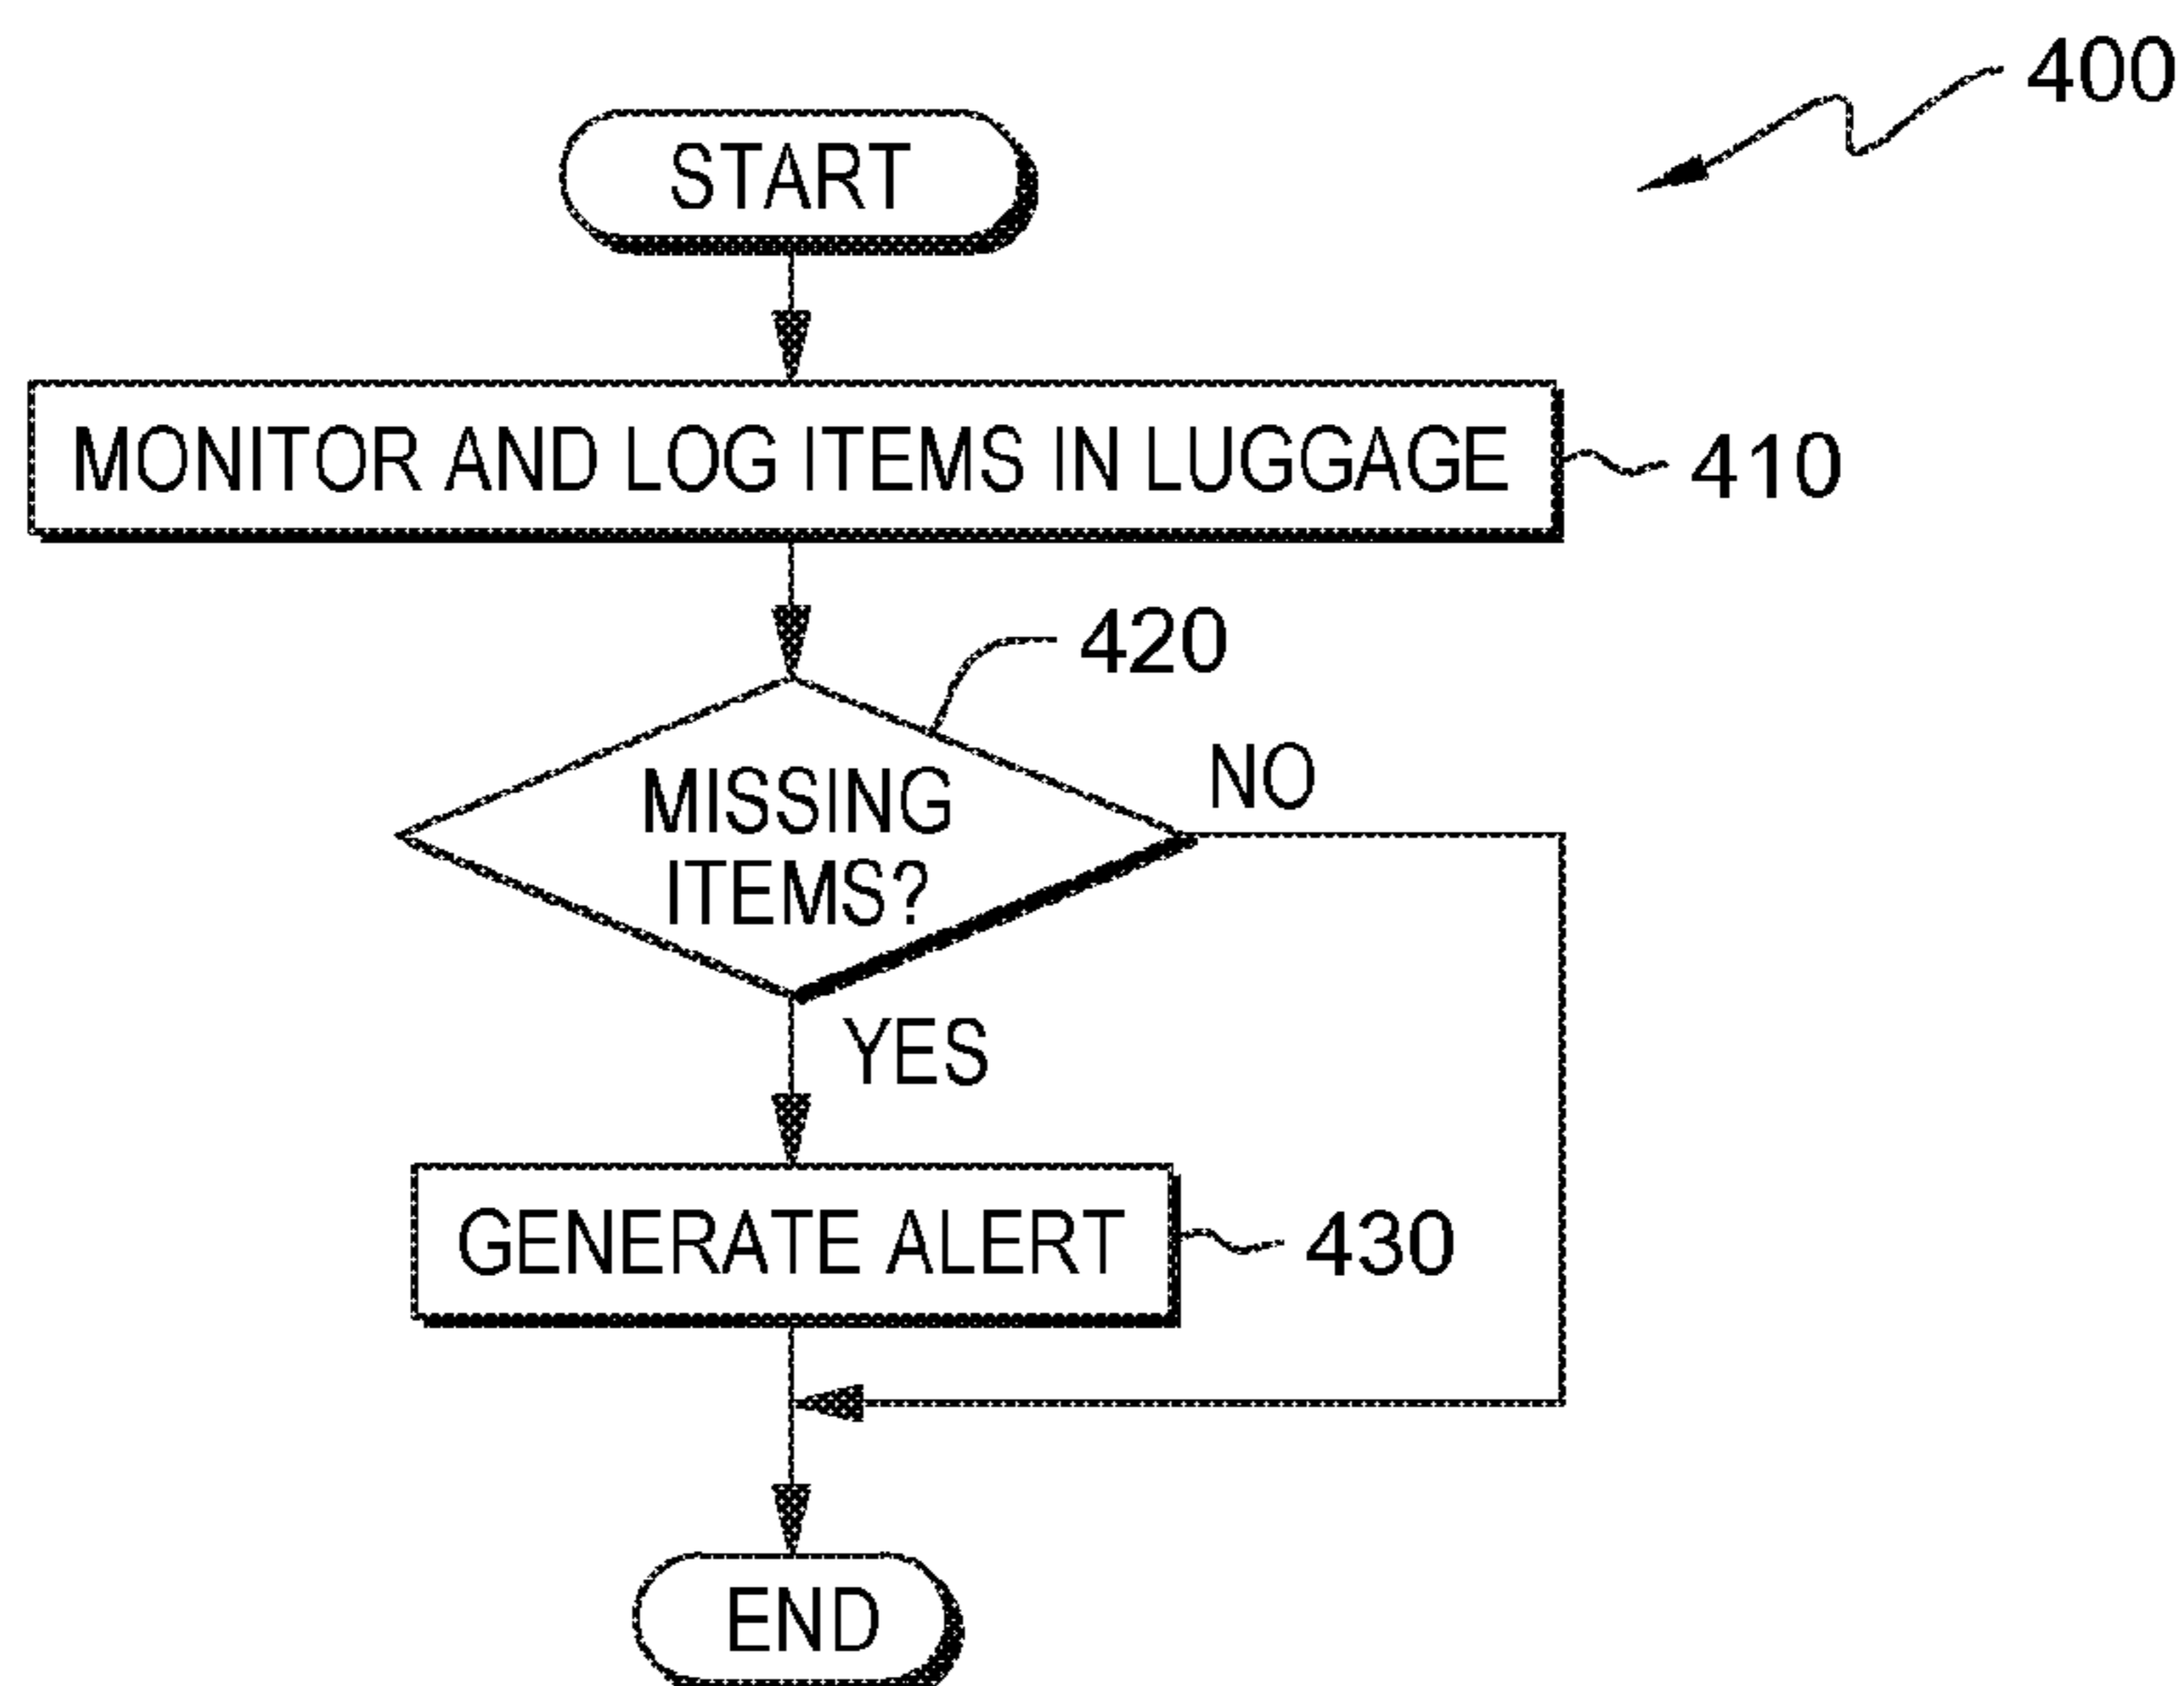 400
START
MONITOR AND LOG ITEMS IN LUGGAGE
410
420
NO
MISSING
ITEMS?
YES
GENERATE ALERT
430
END